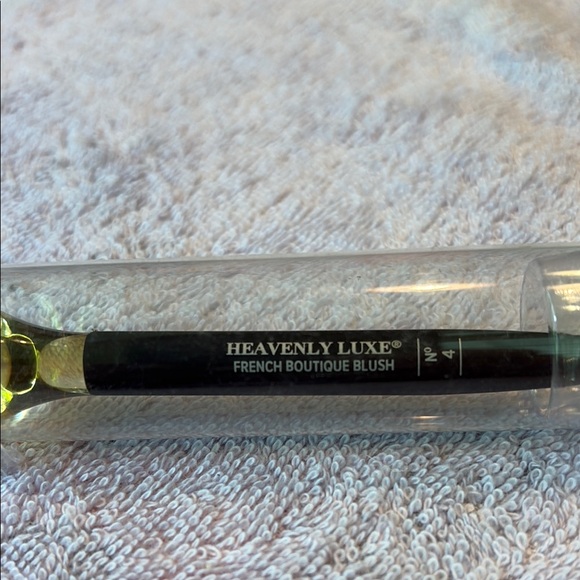 HEAVENLY LUXE®
FRENCH BOUTIQUE BLUSH
Nº
4